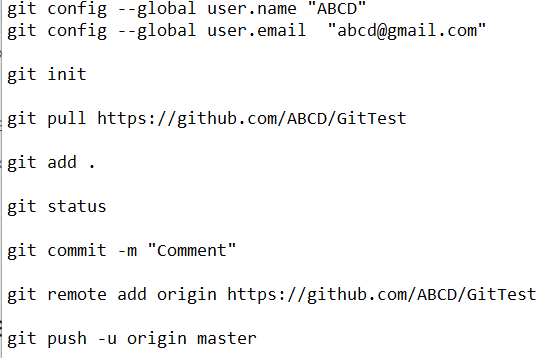 git config --global user.name "ABCD"
git config --global user.email  "abcd@gmail.com"
git init
git pull https://github.com/ABCD/GitTest
git add .
git status
git commit -m "Comment"
git remote add origin https://github.com/ABCD/GitTest
git push -u origin master